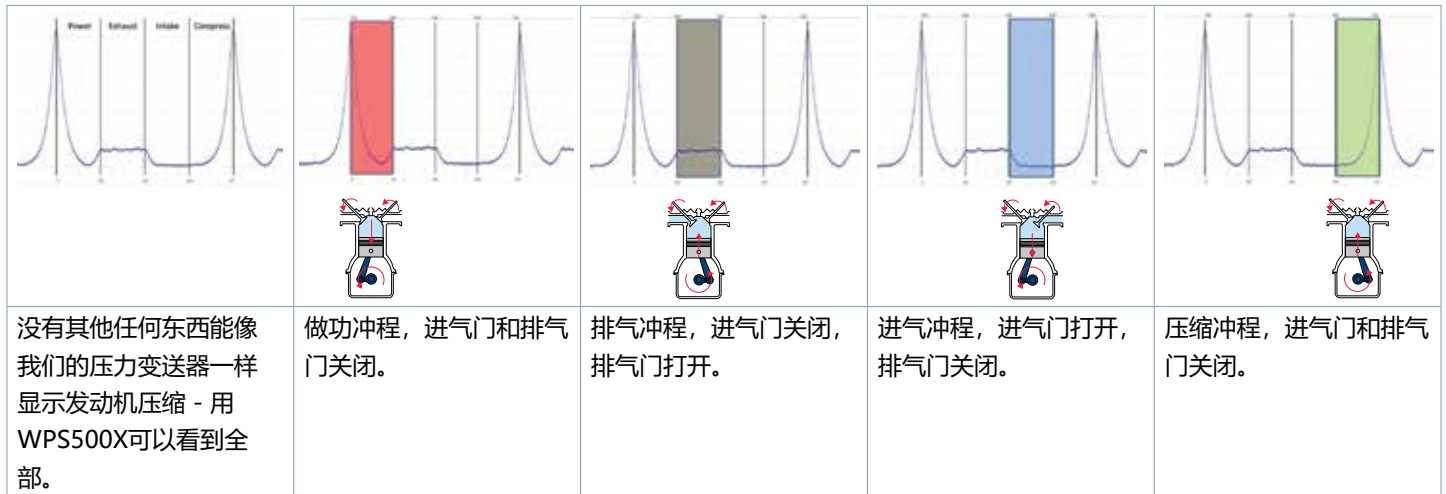 Power Exhaust Intake Compress
没有其他任何东西能像
我们的压力变送器一样
显示发动机压缩 - 用
WPS500X可以看到全
部。
做功冲程，进气门和排气
门关闭。
排气冲程，进气门关闭，
排气门打开。
进气冲程，进气门打开，
排气门关闭。
压缩冲程，进气门和排气
门关闭。